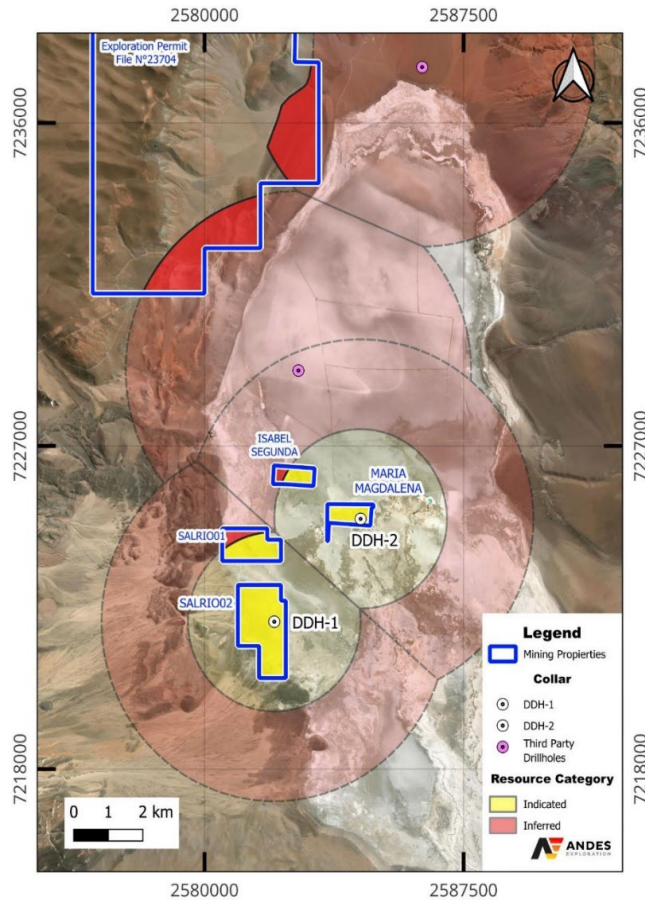 2580000
2587500
Exploration Permit
File N°23704
7236000
7236000
7227000
7227000
ISABEL
SEGUNDA
MARIA
MAGDALENA
DDH-2
SALRIO01
SALRIO02
DDH-1
7218000
7218000
Legend
Mining Propierties
Collar
DDH-1
DDH-2
Third Party
Drillholes
Resource Category
Indicated
Inferred
ANDES
EXPLORATION
0 1 2 km
2580000
2587500